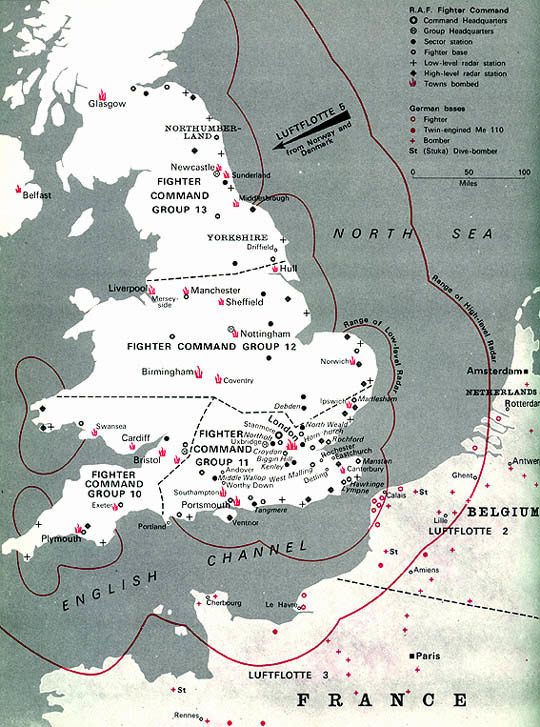 R.A.F. Fighter Command
Command Headquarters
Group Headquarters
Sector station
Fighter base
Low-level radar station
High-level radar station
Towns bombed
German bases
Fighter
Twin-engined Me 110
Bomber
St (Stuka) Dive-bomber
0 50 100
Miles
Glasgow
LUFTFLOTTE 5
from Norway and
Denmark
NORTHUMBER-
LAND
Newcastle
Sunderland
FIGHTER
COMMAND
GROUP 13
Belfast
Middlesbrough
NORTH SEA
YORKSHIRE
Driffield
Hull
Liverpool
Mersey-
side
Manchester
Sheffield
Range of High-level Radar
Nottingham
Range of Low-level Radar
FIGHTER COMMAND GROUP 12
Norwich
Birmingham
Coventry
Amsterdam
NETHERLANDS
Rotterdam
Ipswich
Martlesham
Debden
Swansea
Cardiff
Bristol
London
North Weald
Stanmore
Northolt
Uxbridge
Hornchurch
Rochford
FIGHTER
COMMAND
GROUP 11
Croydon
Biggin Hill
Kenley
Rochester
Eastchurch
Manston
Canterbury
West Malling
Detling
Hawkinge
Lympne
Andover
Middle Wallop
Worthy Down
Southampton
Portsmouth
Tangmere
Ventnor
FIGHTER
COMMAND
GROUP 10
Exeter
Portland
Plymouth
Ghent
Antwerp
Calais
St
BELGIUM
Lille
LUFTFLOTTE 2
St
Amiens
ENGLISH CHANNEL
Cherbourg
Le Havre
Paris
LUFTFLOTTE 3
St
FRANCE
Rennes